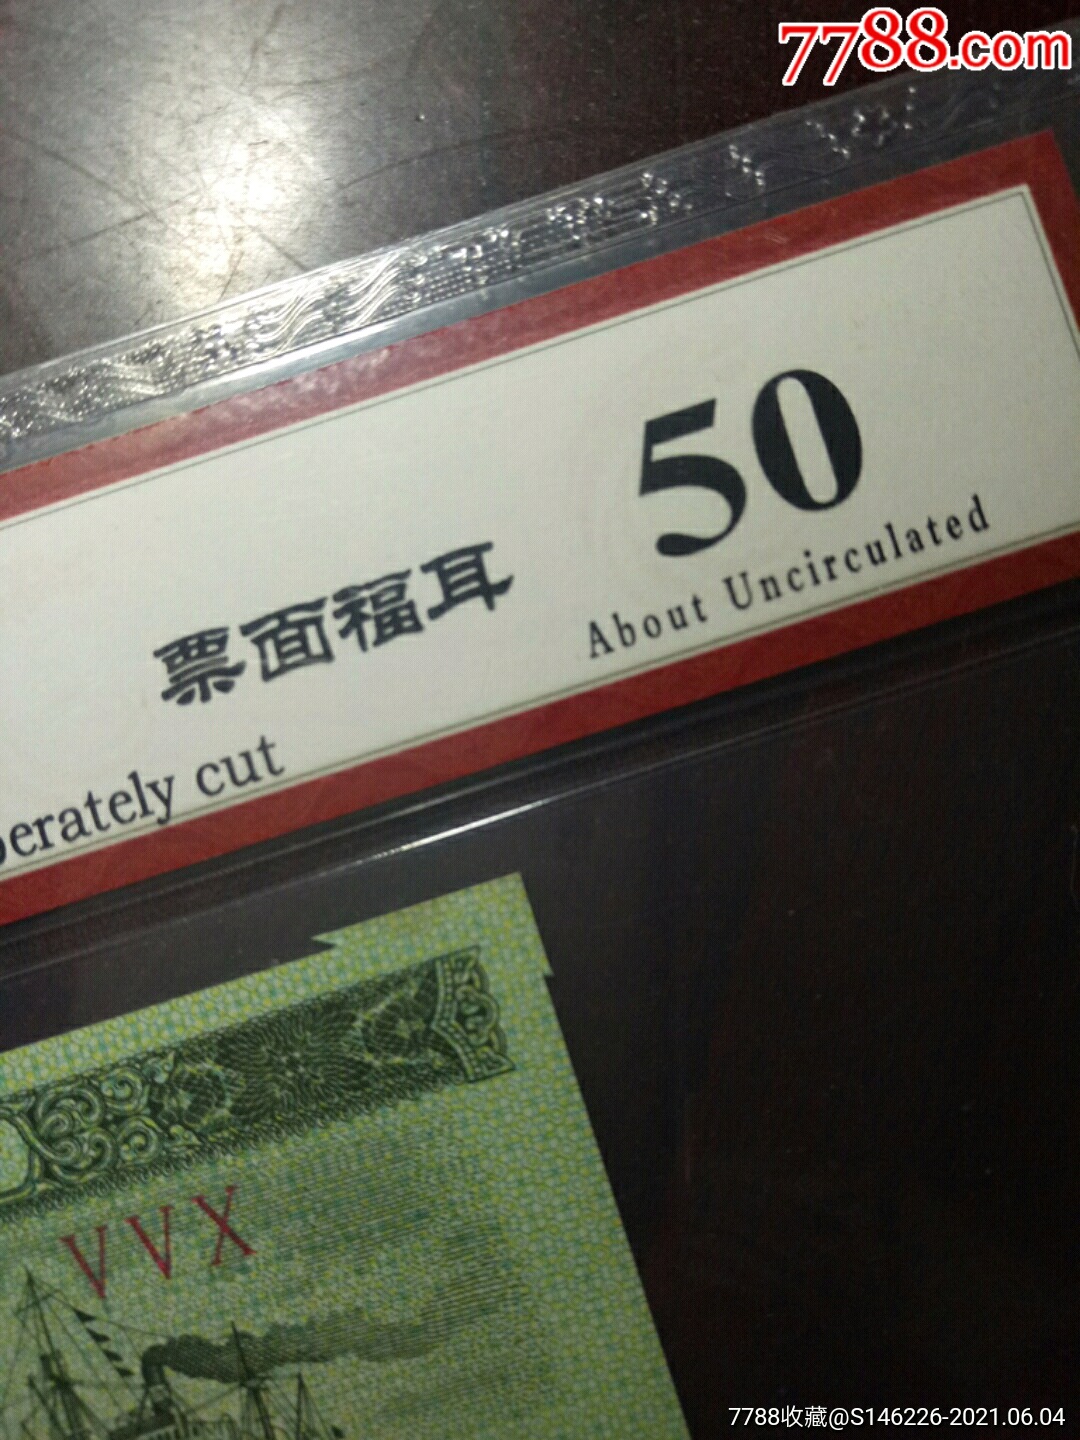 7788.com
50
About Uncirculated
票面福耳
perately cut
VVX
7788收藏@S146226-2021.06.04